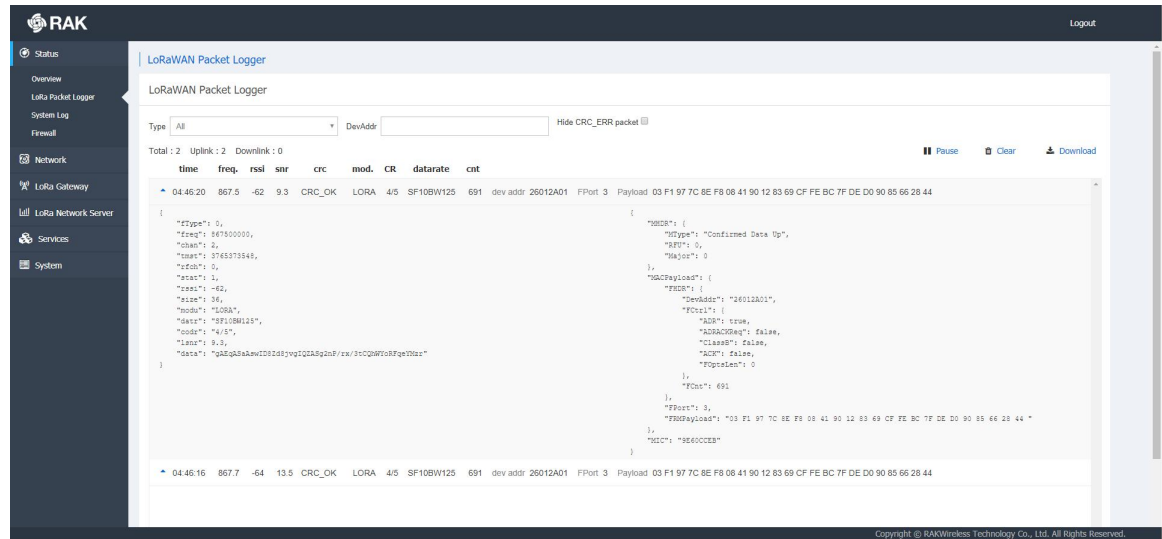 RAK
Logout
Status
Overview
LoRa Packet Logger
System Log
Firewall
Network
LoRa Gateway
LoRa Network Server
Services
System
LoRaWAN Packet Logger
LoRaWAN Packet Logger
Type All DevAddr Hide CRC_ERR packet
Total : 2 Uplink : 2 Downlink : 0 Pause Clear Download
time freq. rssi snr crc mod. CR datarate cnt
04:46:20 867.5 -62 9.3 CRC_OK LORA 4/5 SF10BW125 691 dev addr 26012A01 FPort 3 Payload 03 F1 97 7C 8E F8 08 41 90 12 83 69 CF FE BC 7F DE D0 90 85 66 28 44
{
"fType": 0,
"freq": 867500000,
"chan": 2,
"tmst": 3765373548,
"rfch": 0,
"stat": 1,
"rssi": -62,
"size": 36,
"modu": "LORA",
"datr": "SF10BW125",
"codr": "4/5",
"lsnr": 9.3,
"data":
}
{
"MHDR": {
"MType": "Confirmed Data Up",
"RFU": 0,
"Major": 0
},
"MACPayload": {
"FHDR": {
"DevAddr": "26012A01",
"FCtrl": {
"ADR": true,
"ADRACKReq": false,
"ClassB": false,
"ACK": false,
"FOptsLen": 0
},
"FCnt": 691
},
"FPort": 3,
"FRMPayload": "03 F1 97 7C 8E F8 08 41 90 12 83 69 CF FE BC 7F DE D0 90 85 66 28 44 "
},
"MIC": "9E60CCEB"
}
04:46:16 867.7 -64 13.5 CRC_OK LORA 4/5 SF10BW125 691 dev addr 26012A01 FPort 3 Payload 03 F1 97 7C 8E F8 08 41 90 12 83 69 CF FE BC 7F DE D0 90 85 66 28 44
Copyright © RAKWireless Technology Co., Ltd. All Rights Reserved.